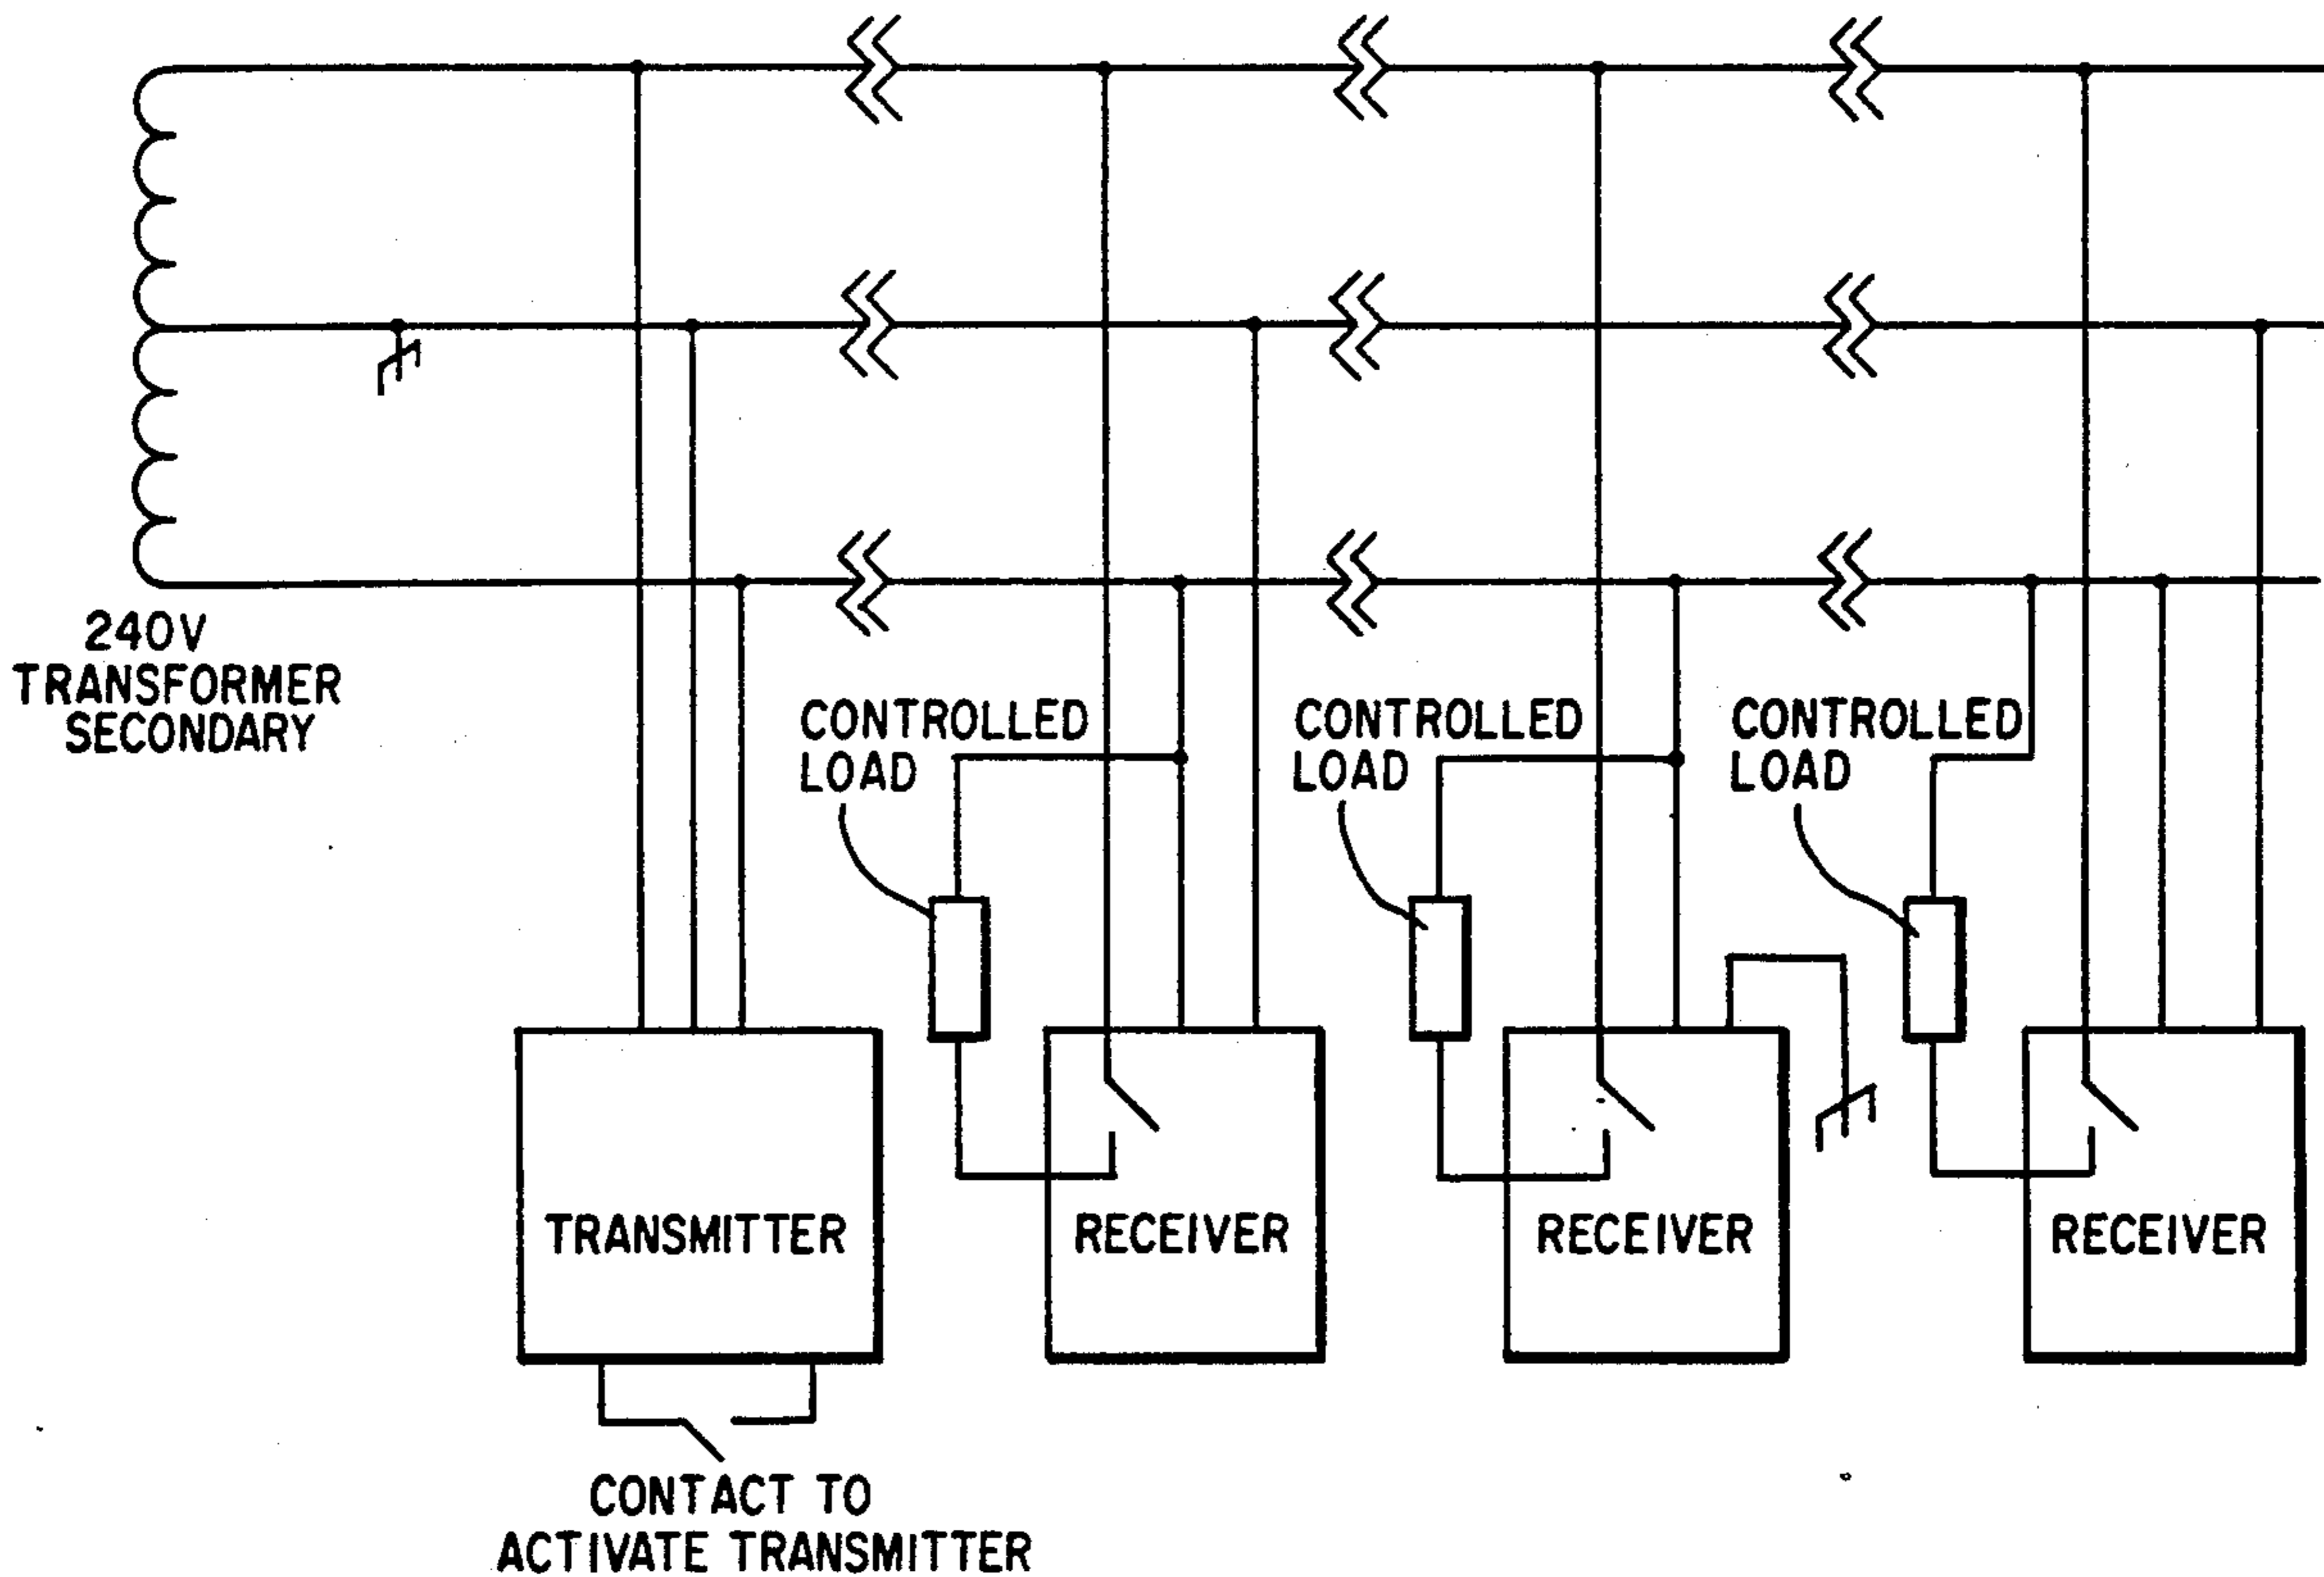 240V
TRANSFORMER
SECONDARY
CONTROLLED
LOAD
CONTROLLED
LOAD
CONTROLLED
LOAD
TRANSMITTER
RECEIVER
RECEIVER
RECEIVER
CONTACT TO
ACTIVATE TRANSMITTER